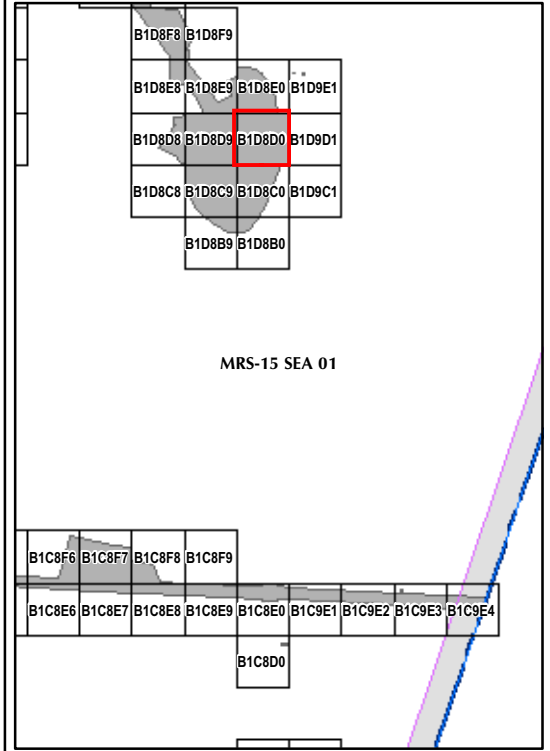 B1D8F8 B1D8F9
B1D8E8 B1D8E9 B1D8E0 B1D9E1
B1D8D8 B1D8D9 B1D8D0 B1D9D1
B1D8C8 B1D8C9 B1D8C0 B1D9C1
B1D8B9 B1D8B0
MRS-15 SEA 01
B1C8F6 B1C8F7 B1C8F8 B1C8F9
B1C8E6 B1C8E7 B1C8E8 B1C8E9 B1C8E0 B1C9E1 B1C9E2 B1C9E3 B1C9E4
B1C8D0